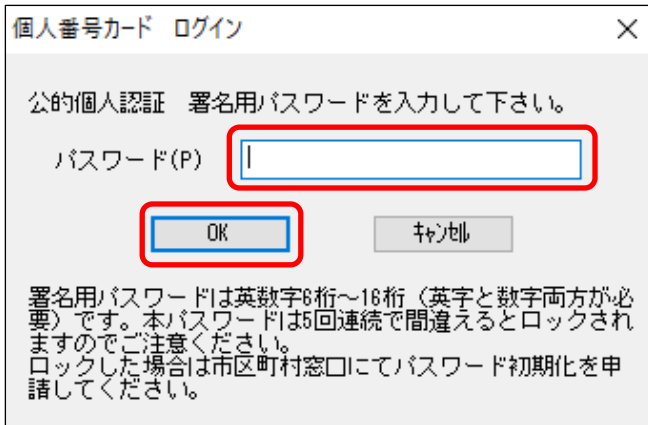 個人番号カード　ログイン
公的個人認証　署名用パスワードを入力して下さい。
パスワード(P)
OK
ｷｬﾝｾﾙ
署名用パスワードは英数字6桁～16桁（英字と数字両方が必
要）です。本パスワードは5回連続で間違えるとロックされ
ますのでご注意ください。
ロックした場合は市区町村窓口にてパスワード初期化を申
請してください。